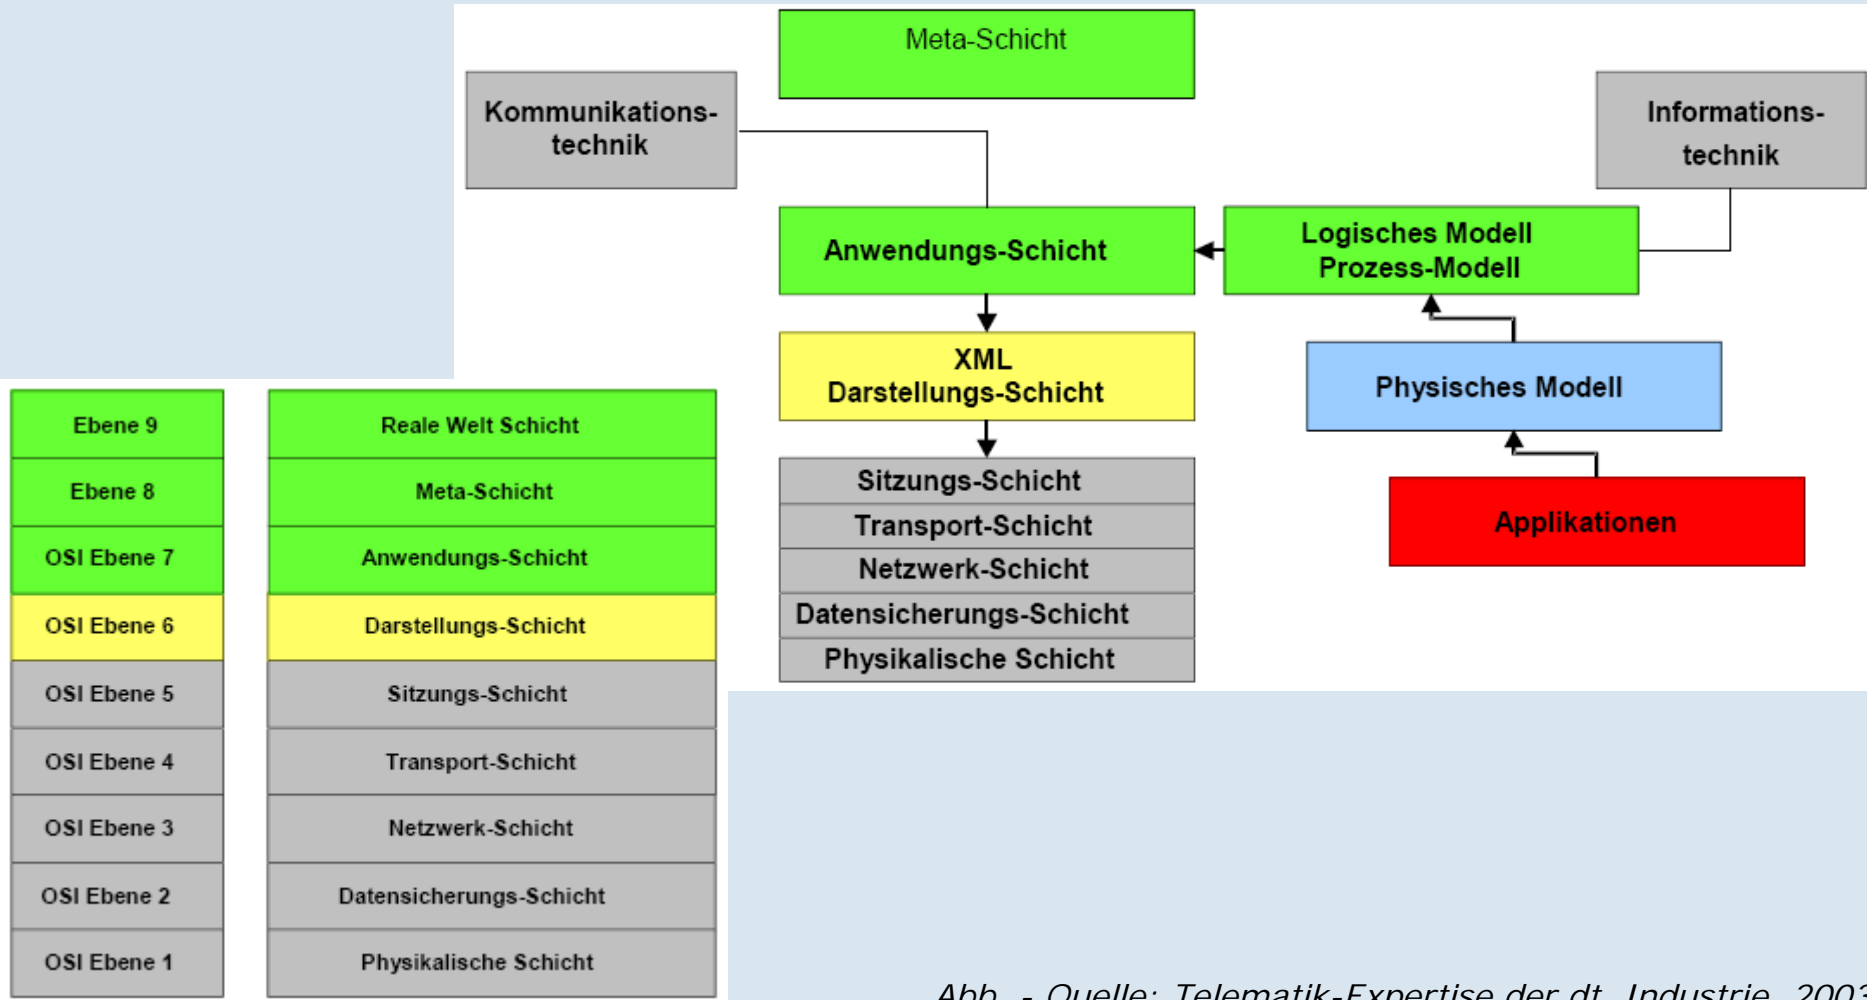 Meta-Schicht
Kommunikations-
technik
Informations-
technik
Anwendungs-Schicht
Logisches Modell
Prozess-Modell
XML
Darstellungs-Schicht
Physisches Modell
Sitzungs-Schicht
Transport-Schicht
Netzwerk-Schicht
Datensicherungs-Schicht
Physikalische Schicht
Applikationen
Ebene 9 Reale Welt Schicht
Ebene 8 Meta-Schicht
OSI Ebene 7 Anwendungs-Schicht
OSI Ebene 6 Darstellungs-Schicht
OSI Ebene 5 Sitzungs-Schicht
OSI Ebene 4 Transport-Schicht
OSI Ebene 3 Netzwerk-Schicht
OSI Ebene 2 Datensicherungs-Schicht
OSI Ebene 1 Physikalische Schicht
Abb. - Quelle: Telematik-Expertise der dt. Industrie, 2003